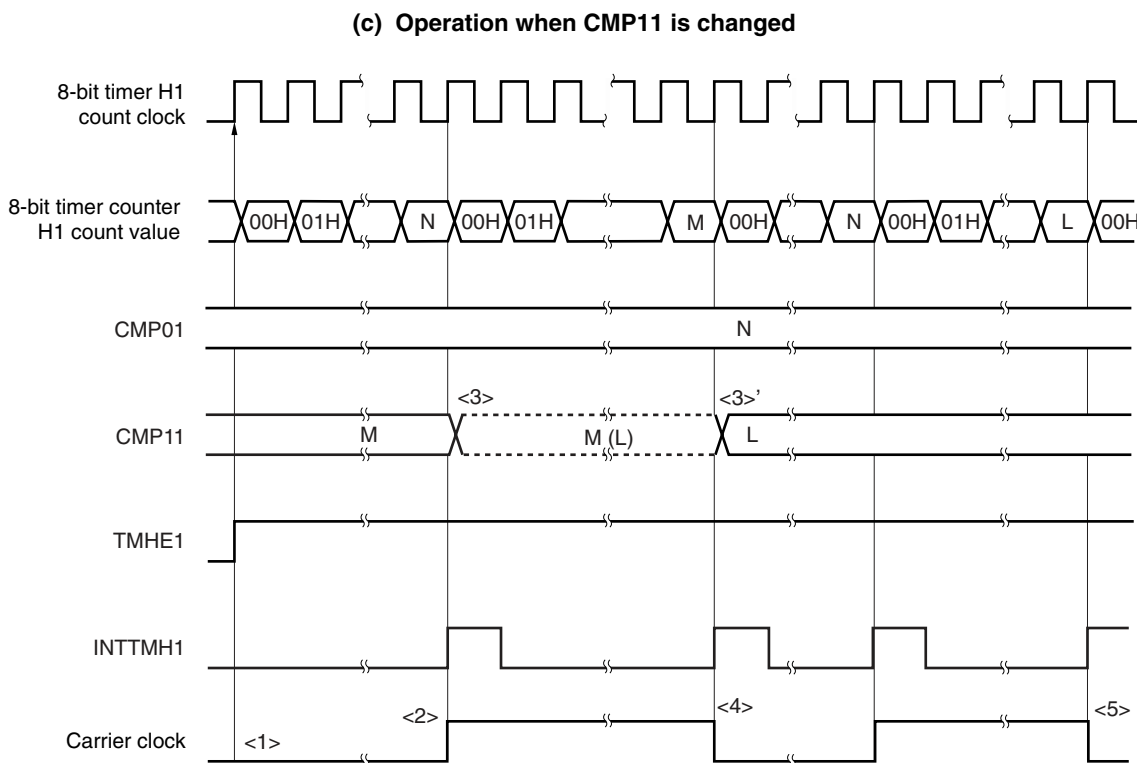 (c) Operation when CMP11 is changed
8-bit timer H1
count clock
8-bit timer counter
H1 count value
00H 01H N 00H 01H M 00H N 00H 01H L 00H
CMP01
N
<3> <3>’
CMP11
M M (L) L
TMHE1
INTTMH1
<2> <4> <5>
Carrier clock <1>